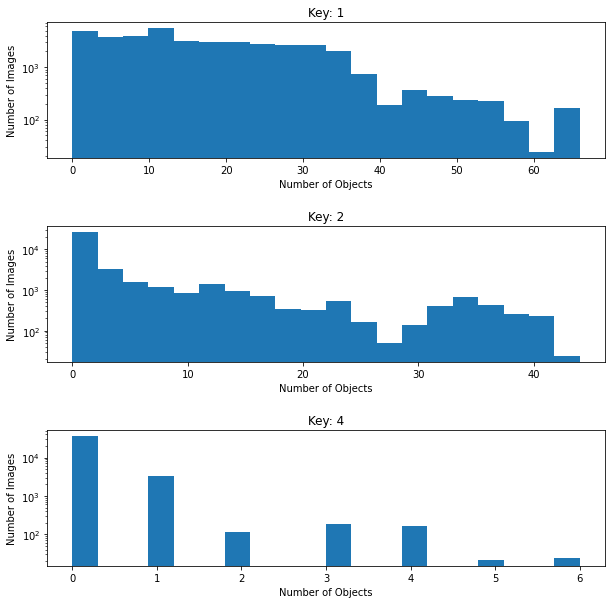 Key: 1
Number of Images
10³
10²
0 10 20 30 40 50 60
Number of Objects
Key: 2
Number of Images
10⁴
10³
10²
0 10 20 30 40
Number of Objects
Key: 4
Number of Images
10⁴
10³
10²
0 1 2 3 4 5 6
Number of Objects